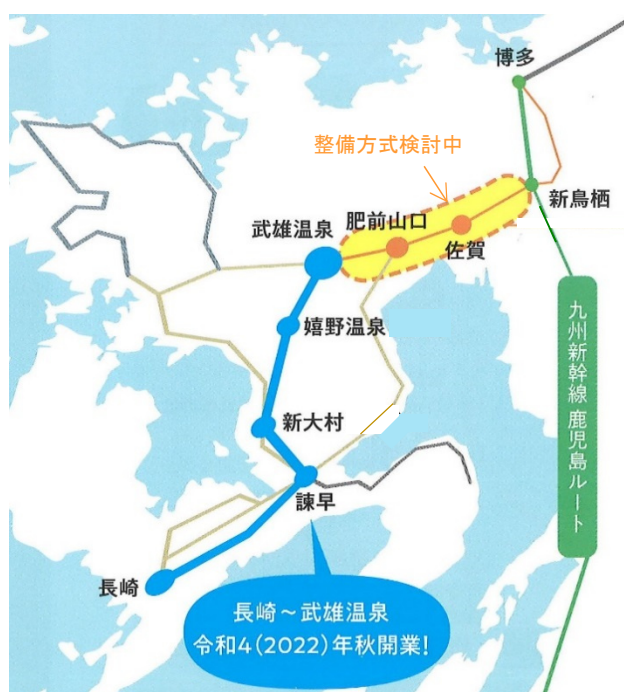 博多
整備方式検討中
新鳥栖
肥前山口
武雄温泉
佐賀
嬉野温泉
九州新幹線 鹿児島ルート
新大村
諫早
長崎
長崎～武雄温泉
令和4(2022)年秋開業!